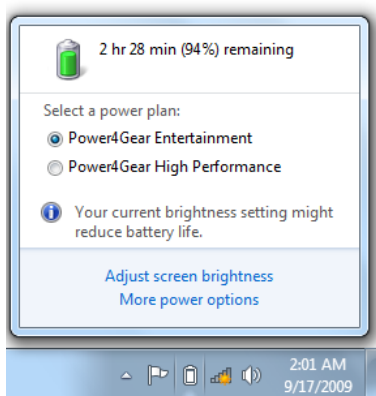 2 hr 28 min (94%) remaining
Select a power plan:
Power4Gear Entertainment
Power4Gear High Performance
Your current brightness setting might
reduce battery life.
Adjust screen brightness
More power options
2:01 AM
9/17/2009